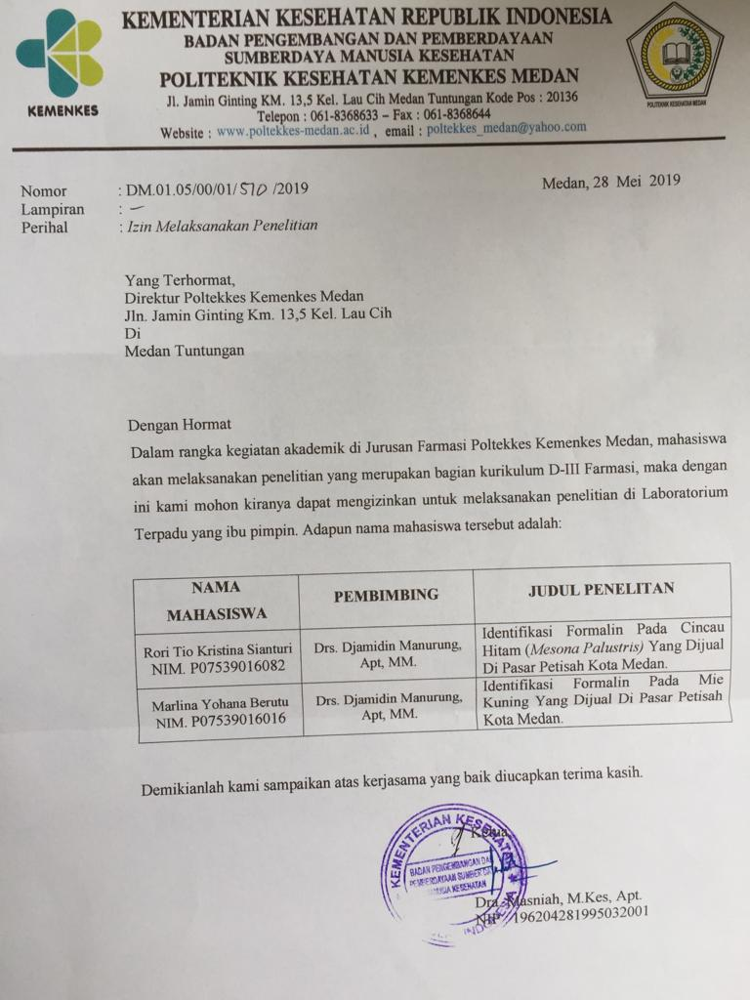 KEMENKES
KEMENTERIAN KESEHATAN REPUBLIK INDONESIA
BADAN PENGEMBANGAN DAN PEMBERDAYAAN
SUMBERDAYA MANUSIA KESEHATAN
POLITEKNIK KESEHATAN KEMENKES MEDAN
Jl. Jamin Ginting KM. 13,5 Kel. Lau Cih Medan Tuntungan Kode Pos : 20136
Telepon : 061-8368633 – Fax : 061-8368644
Website : www.poltekkes-medan.ac.id , email : poltekkes_medan@yahoo.com
POLITEKNIK KESEHATAN MEDAN
Nomor : DM.01.05/00/01/510/2019
Medan, 28 Mei 2019
Lampiran : –
Perihal : Izin Melaksanakan Penelitian
Yang Terhormat,
Direktur Poltekkes Kemenkes Medan
Jln. Jamin Ginting Km. 13,5 Kel. Lau Cih
Di
Medan Tuntungan
Dengan Hormat
Dalam rangka kegiatan akademik di Jurusan Farmasi Poltekkes Kemenkes Medan, mahasiswa
akan melaksanakan penelitian yang merupakan bagian kurikulum D-III Farmasi, maka dengan
ini kami mohon kiranya dapat mengizinkan untuk melaksanakan penelitian di Laboratorium
Terpadu yang ibu pimpin. Adapun nama mahasiswa tersebut adalah:
NAMA
MAHASISWA
PEMBIMBING
JUDUL PENELITAN
Rori Tio Kristina Sianturi
NIM. P07539016082
Drs. Djamidin Manurung,
Apt, MM.
Identifikasi Formalin Pada Cincau
Hitam (Mesona Palustris) Yang Dijual
Di Pasar Petisah Kota Medan.
Marlina Yohana Berutu
NIM. P07539016016
Drs. Djamidin Manurung,
Apt, MM.
Identifikasi Formalin Pada Mie
Kuning Yang Dijual Di Pasar Petisah
Kota Medan.
Demikianlah kami sampaikan atas kerjasama yang baik diucapkan terima kasih.
Ketua
KEMENTERIAN KESEHATAN
BADAN PENGEMBANGAN DAN
PEMBERDAYAAN SUMBER DAYA
MANUSIA KESEHATAN
INDONESIA
Dra. Masniah, M.Kes, Apt.
NIP. 196204281995032001